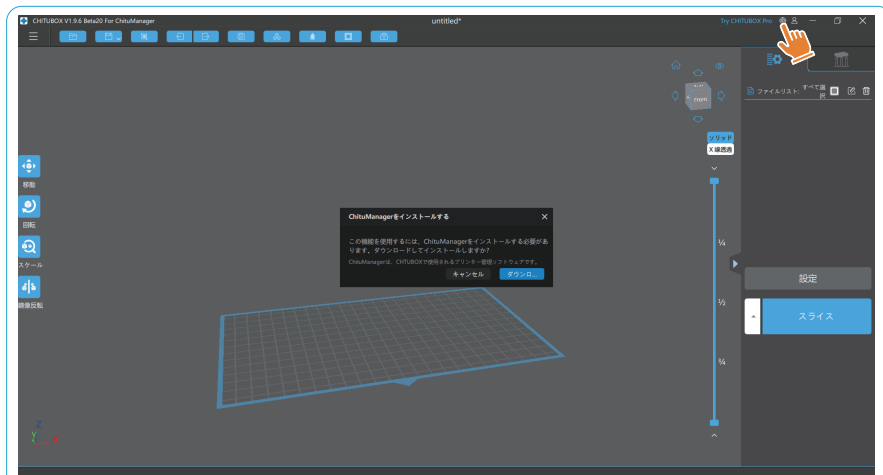 CHITUBOX V1.9.6 Beta20 For ChituManager
untitled*
Try CHITUBOX Pro
Front
ファイルリスト:
すべて選
択
ソリッド
X 線透過
移動
回転
スケール
鏡像反転
ChituManagerをインストールする
この機能を使用するには、ChituManagerをインストールする必要があ
ります。ダウンロードしてインストールしますか?
ChituManagerは、CHTUBOXで使用されるプリンター管理ソフトウェアです。
キャンセル
ダウンロ...
¼
½
¾
設定
スライス
Z
Y
X